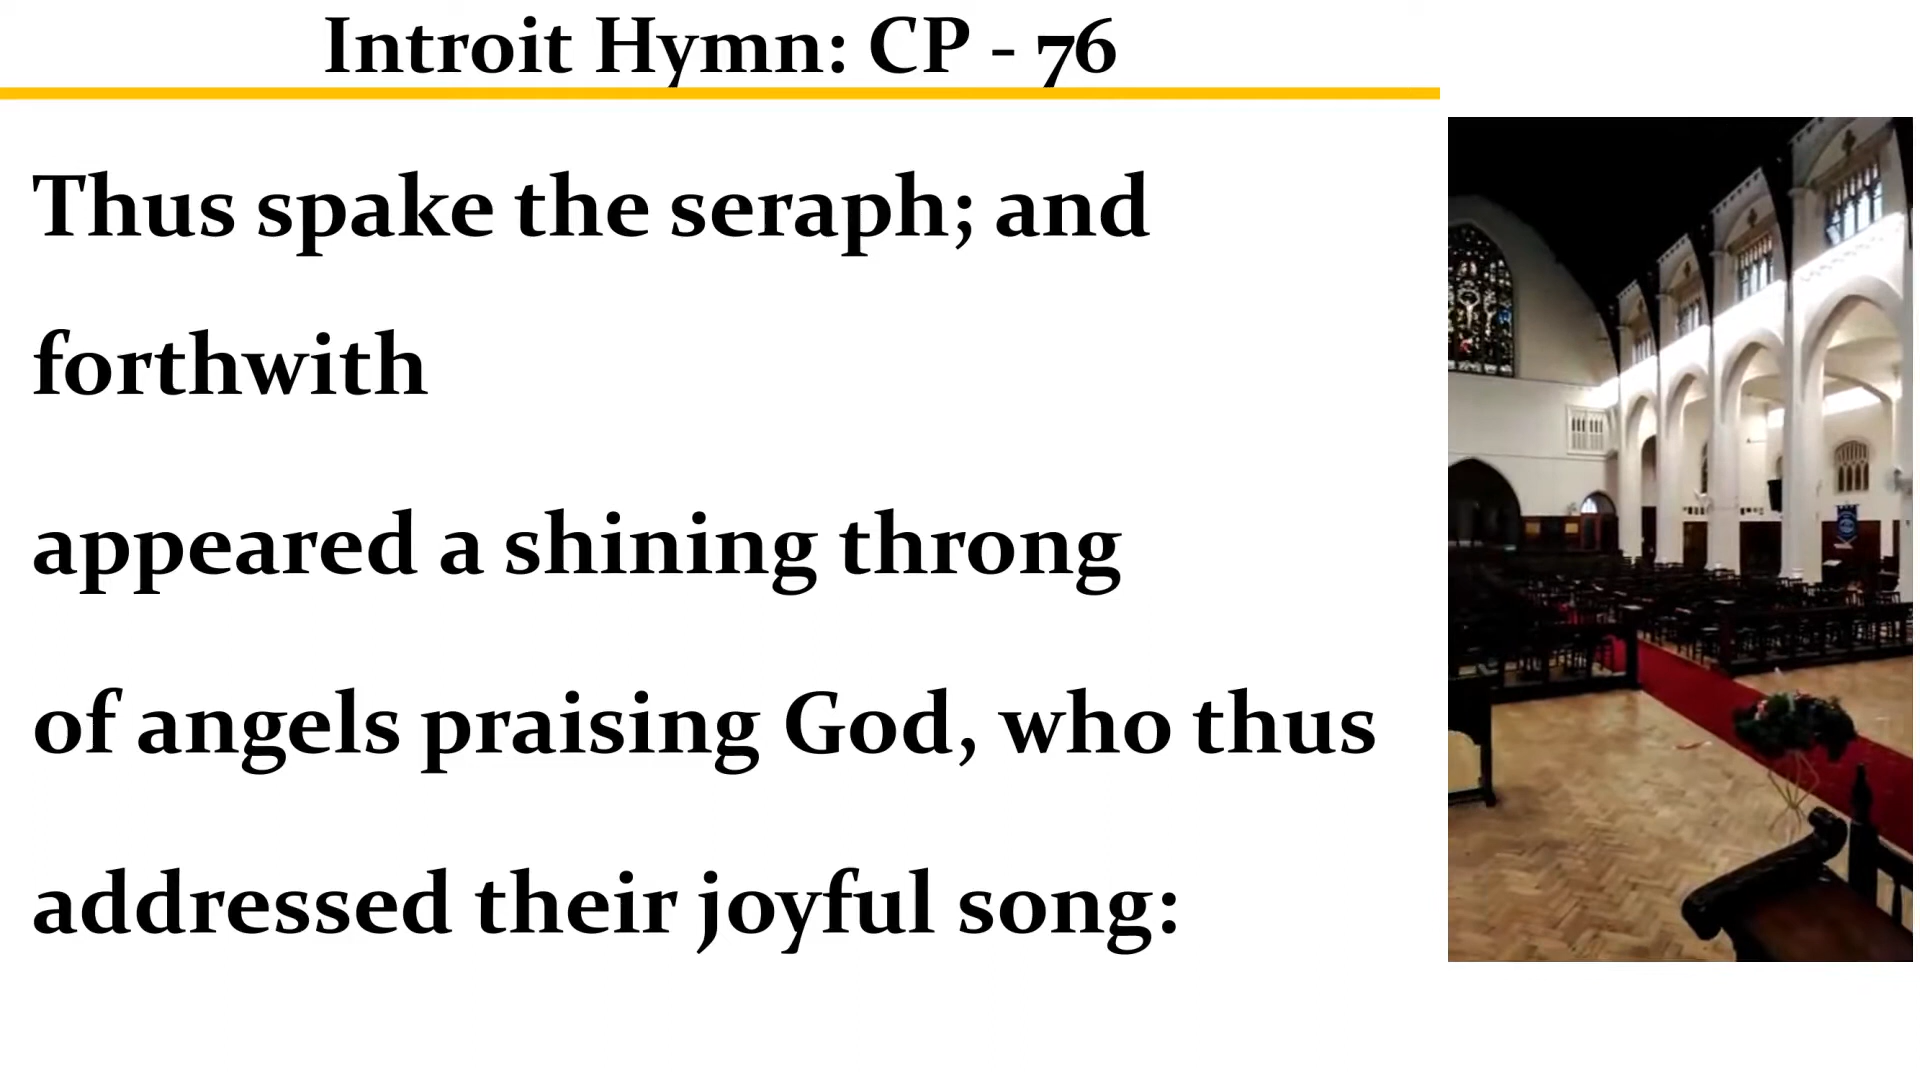 Introit Hymn: CP - 76
Thus spake the seraph; and
forthwith
appeared a shining throng
of angels praising God, who thus
addressed their joyful song: